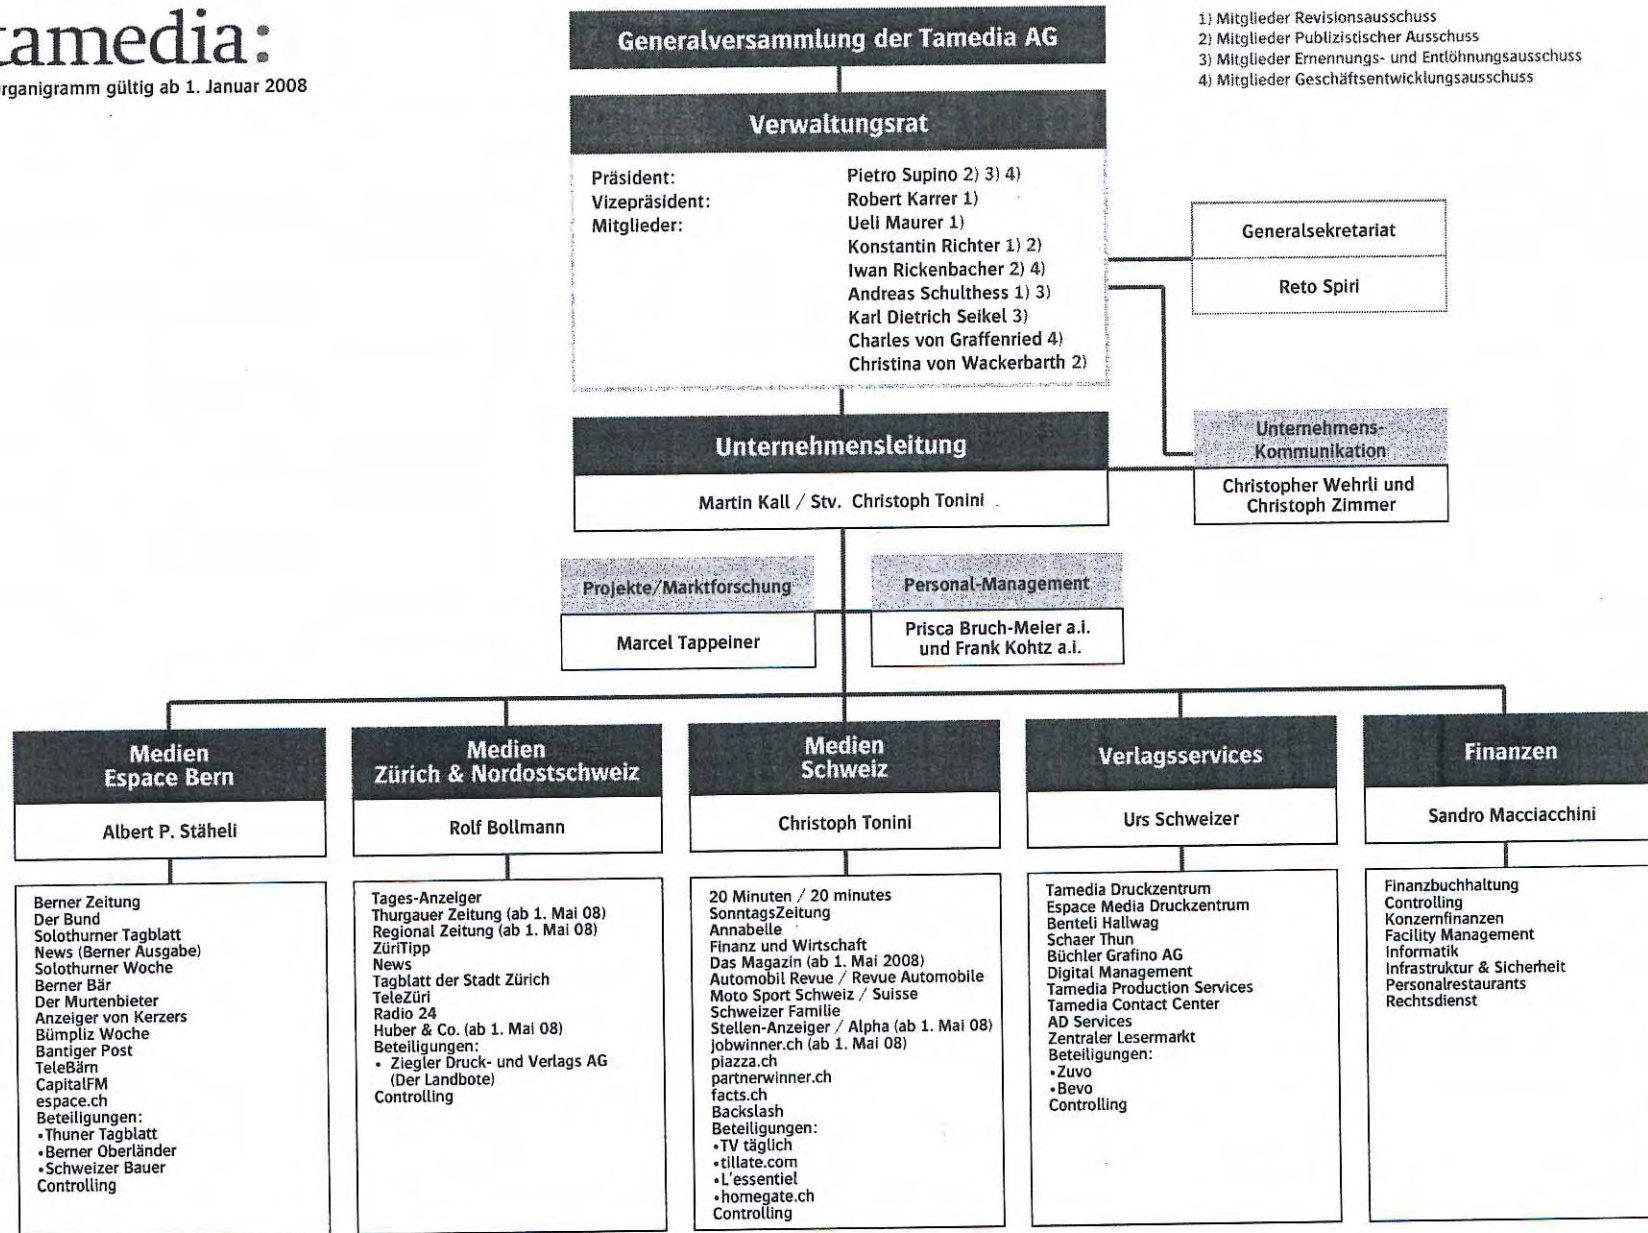 tamedia:
rganigramm gültig ab 1. Januar 2008
1) Mitglieder Revisionsausschuss
2) Mitglieder Publizistischer Ausschuss
3) Mitglieder Ernennungs- und Entlöhnungsausschuss
4) Mitglieder Geschäftsentwicklungsausschuss
Generalversammlung der Tamedia AG
Verwaltungsrat
Präsident: Pietro Supino 2) 3) 4)
Vizepräsident: Robert Karrer 1)
Mitglieder: Ueli Maurer 1)
Konstantin Richter 1) 2)
Iwan Rickenbacher 2) 4)
Andreas Schulthess 1) 3)
Karl Dietrich Seikel 3)
Charles von Graffenried 4)
Christina von Wackerbarth 2)
Generalsekretariat
Reto Spiri
Unternehmensleitung
Martin Kall / Stv. Christoph Tonini
Unternehmens-
Kommunikation
Christopher Wehrli und
Christoph Zimmer
Projekte/Marktforschung
Marcel Tappeiner
Personal-Management
Prisca Bruch-Meier a.i.
und Frank Kohtz a.i.
Medien
Espace Bern
Albert P. Stäheli
Berner Zeitung
Der Bund
Solothurner Tagblatt
News (Berner Ausgabe)
Solothurner Woche
Berner Bär
Der Murtenbieter
Anzeiger von Kerzers
Bümpliz Woche
Bantiger Post
TeleBärn
CapitalFM
espace.ch
Beteiligungen:
•Thuner Tagblatt
•Berner Oberländer
•Schweizer Bauer
Controlling
Medien
Zürich & Nordostschweiz
Rolf Bollmann
Tages-Anzeiger
Thurgauer Zeitung (ab 1. Mai 08)
Regional Zeitung (ab 1. Mai 08)
ZüriTipp
News
Tagblatt der Stadt Zürich
TeleZüri
Radio 24
Huber & Co. (ab 1. Mai 08)
Beteiligungen:
• Ziegler Druck- und Verlags AG
(Der Landbote)
Controlling
Medien
Schweiz
Christoph Tonini
20 Minuten / 20 minutes
SonntagsZeitung
Annabelle
Finanz und Wirtschaft
Das Magazin (ab 1. Mai 2008)
Automobil Revue / Revue Automobile
Moto Sport Schweiz / Suisse
Schweizer Familie
Stellen-Anzeiger / Alpha (ab 1. Mai 08)
jobwinner.ch (ab 1. Mai 08)
piazza.ch
partnerwinner.ch
facts.ch
Backslash
Beteiligungen:
•TV täglich
•tillate.com
•L'essentiel
•homegate.ch
Controlling
Verlagsservices
Urs Schweizer
Tamedia Druckzentrum
Espace Media Druckzentrum
Benteli Hallwag
Schaer Thun
Büchler Grafino AG
Digital Management
Tamedia Production Services
Tamedia Contact Center
AD Services
Zentraler Lesermarkt
Beteiligungen:
•Zuvo
•Bevo
Controlling
Finanzen
Sandro Macciacchini
Finanzbuchhaltung
Controlling
Konzernfinanzen
Facility Management
Informatik
Infrastruktur & Sicherheit
Personalrestaurants
Rechtsdienst